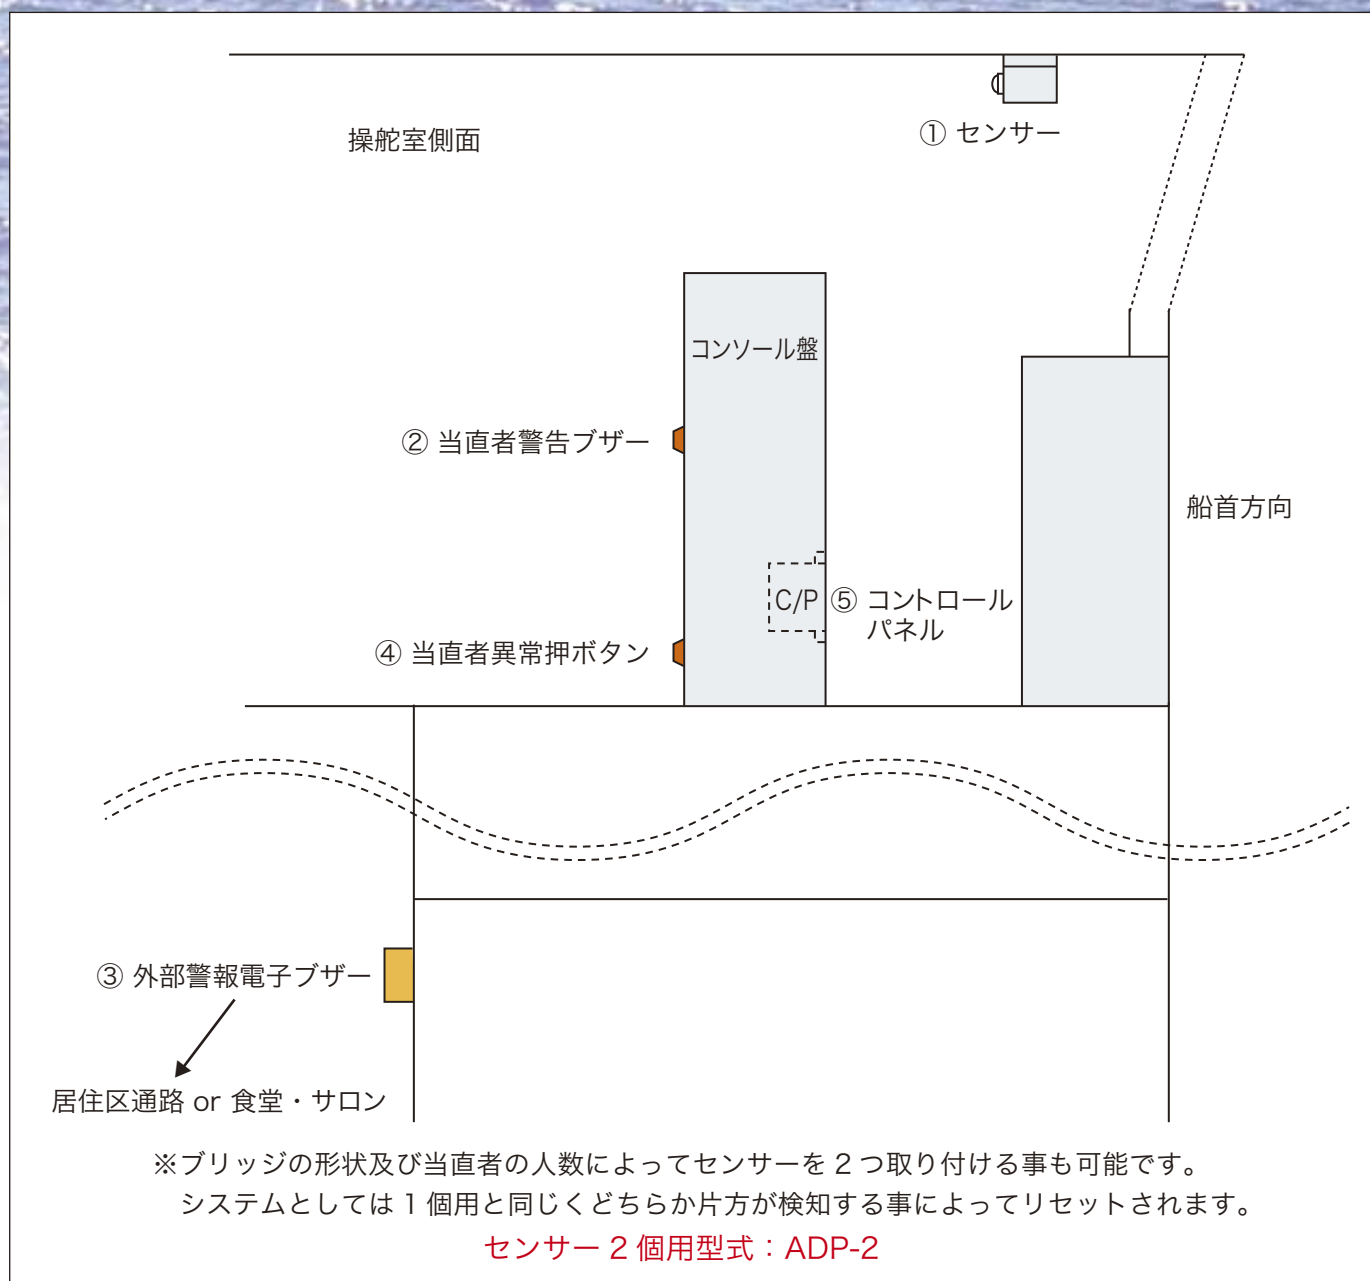 操舵室側面
① センサー
コンソール盤
② 当直者警告ブザー
船首方向
C/P
⑤ コントロール
パネル
④ 当直者異常押ボタン
③ 外部警報電子ブザー
居住区通路 or 食堂・サロン
※ブリッジの形状及び当直者の人数によってセンサーを 2 つ取り付ける事も可能です。
システムとしては 1 個用と同じくどちらか片方が検知する事によってリセットされます。
センサー 2 個用型式：ADP-2